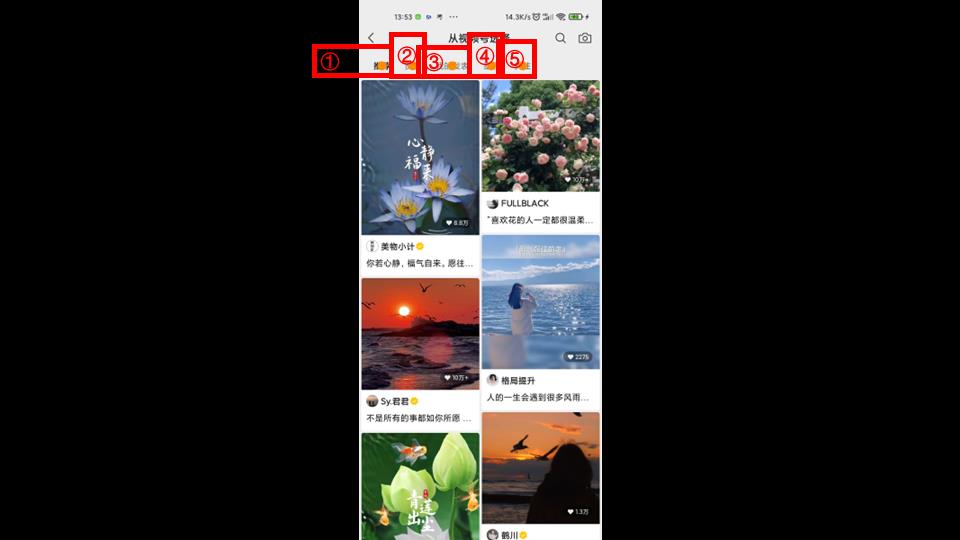 13:53
14.3K/s
从视频号选择
① ② ③ ④ ⑤
心静
福来
8.8万
美物小计
你若心静，福气自来。愿往...
10万+
Sy.君君
不是所有的事都如你所愿 ...
青莲
出尘
10万+
FULLBLACK
"喜欢花的人一定都很温柔...
2275
格局提升
人的一生会遇到很多风雨...
1.3万
鹤川